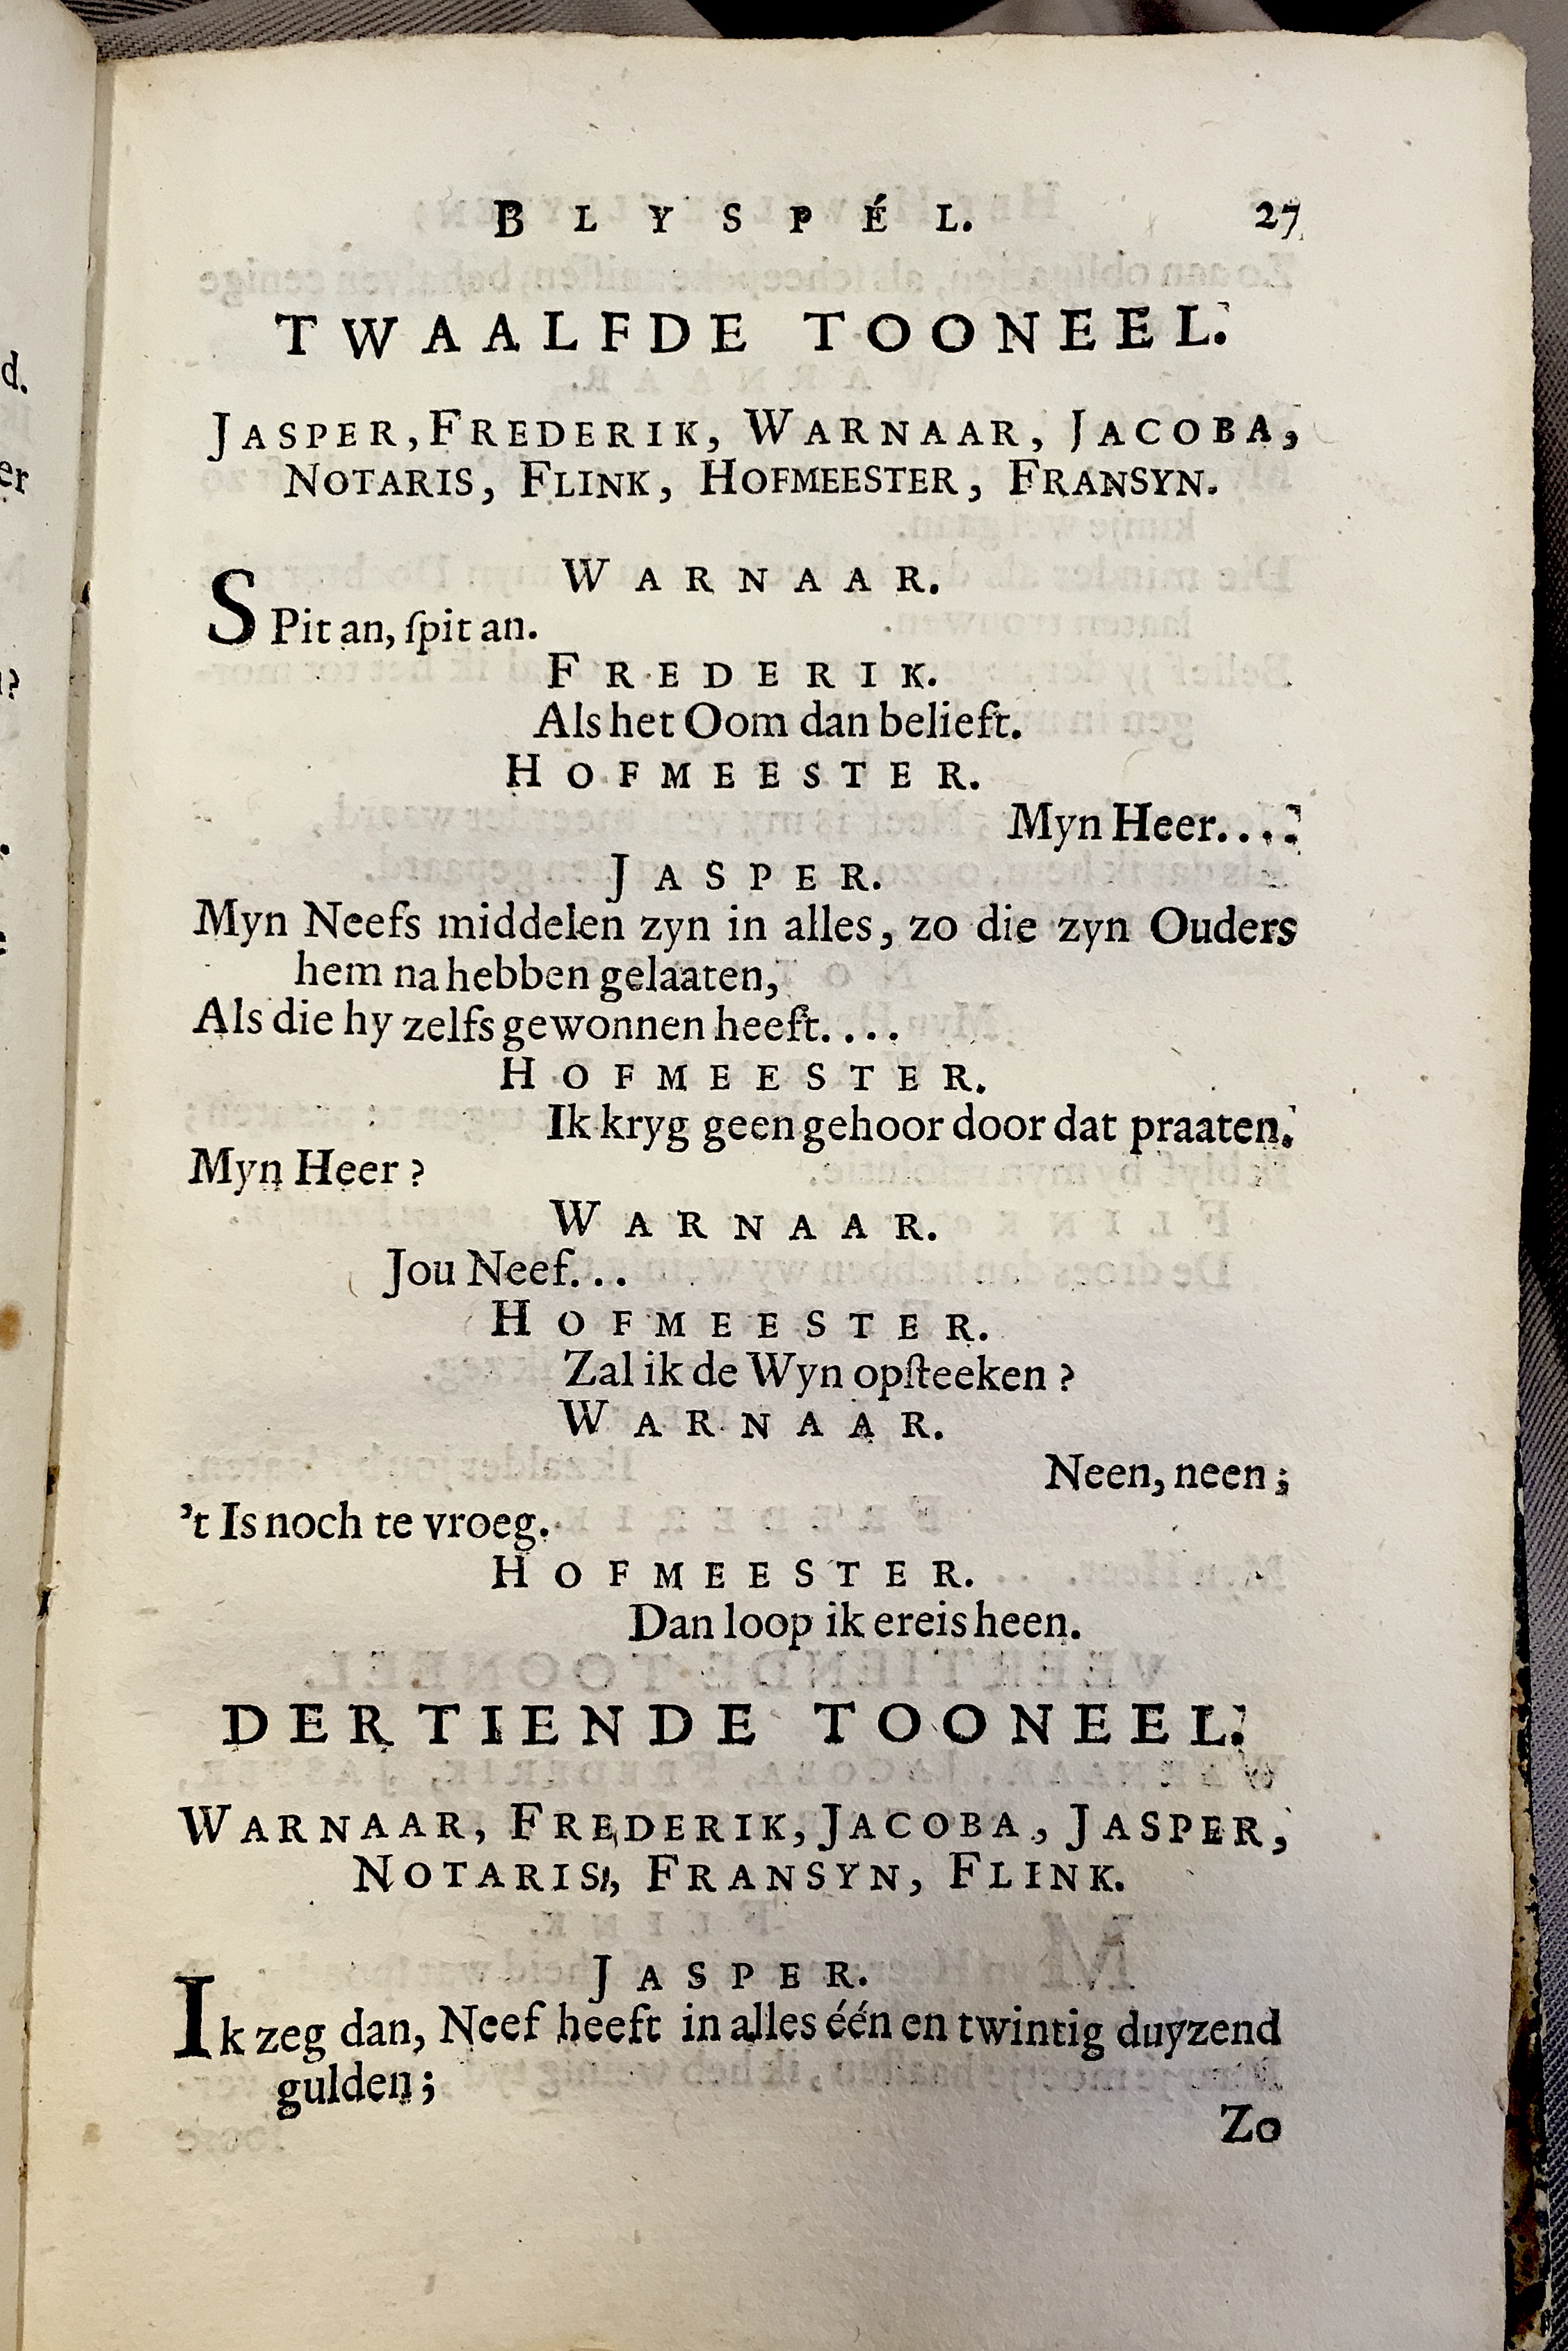 BLYSPÉL. 27
TWAALFDE TOONEEL.
JASPER, FREDERIK, WARNAAR, JACOBA,
NOTARIS, FLINK, HOFMEESTER, FRANSYN.
WARNAAR.
SPit an, ſpit an.
FREDERIK.
Als het Oom dan belieft.
HOFMEESTER.
Myn Heer....
JASPER.
Myn Neefs middelen zyn in alles, zo die zyn Ouders
hem na hebben gelaaten,
Als die hy zelfs gewonnen heeft....
HOFMEESTER.
Ik kryg geen gehoor door dat praaten.
Myn Heer?
WARNAAR.
Jou Neef...
HOFMEESTER.
Zal ik de Wyn opſteeken?
WARNAAR.
Neen, neen;
't Is noch te vroeg.
HOFMEESTER.
Dan loop ik ereis heen.
DERTIENDE TOONEEL.
WARNAAR, FREDERIK, JACOBA, JASPER,
NOTARIS, FRANSYN, FLINK.
JASPER.
Ik zeg dan, Neef heeft in alles één en twintig duyzend
gulden;
Zo